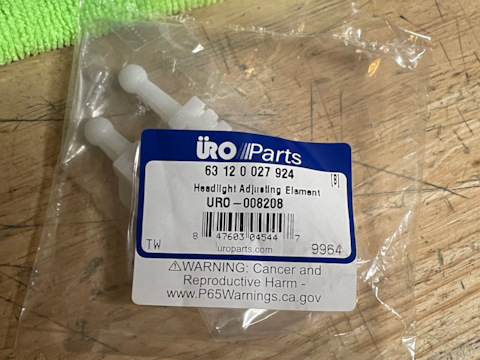 ÜRO//Parts
63 12 0 027 924
[B]
Headlight Adjusting Element
URO-008208
8 47603 04544 7
TW uroparts.com 9964
⚠WARNING: Cancer and
Reproductive Harm -
www.P65Warnings.ca.gov